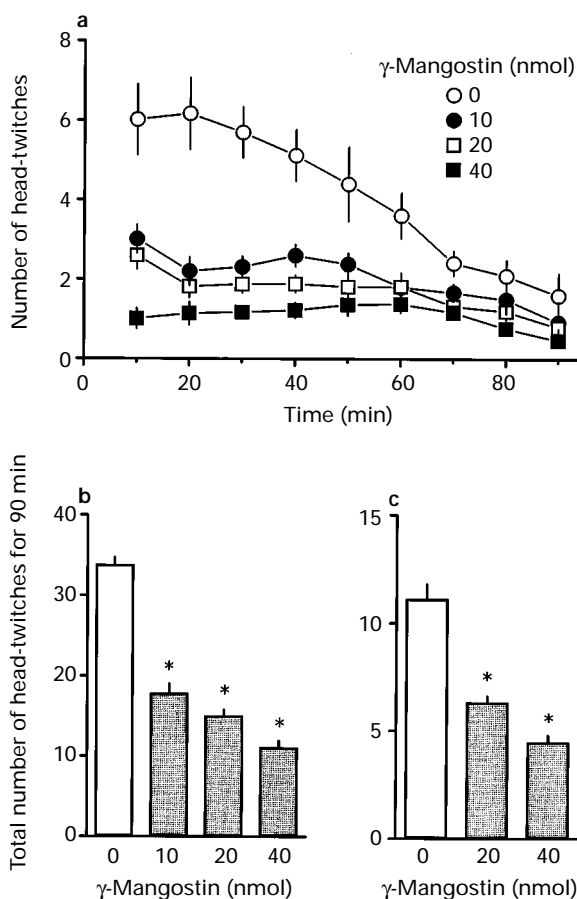 a
Number of head-twitches
8
6
4
2
0
γ-Mangostin (nmol)
0
10
20
40
0 20 40 60 80
Time (min)
b
Total number of head-twitches for 90 min
40
30
20
10
0
*
*
*
0 10 20 40
γ-Mangostin (nmol)
c
15
10
5
0
*
*
0 20 40
γ-Mangostin (nmol)